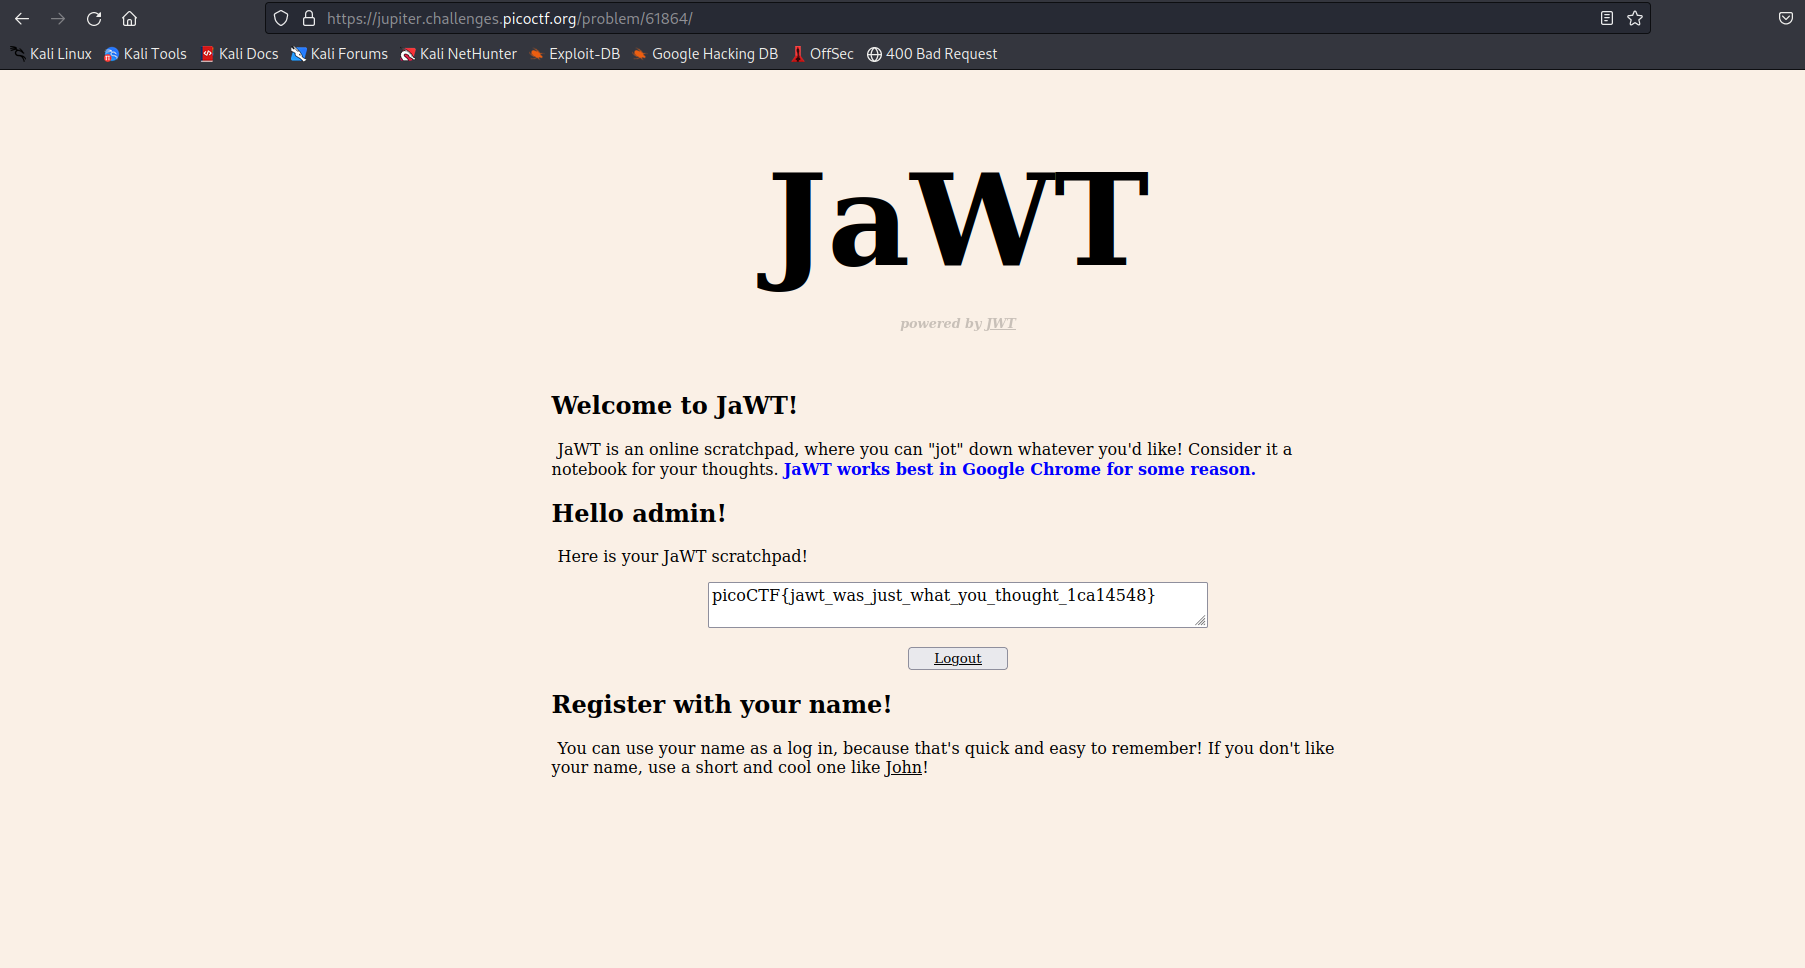 https://jupiter.challenges.picoctf.org/problem/61864/
Kali Linux Kali Tools Kali Docs Kali Forums Kali NetHunter Exploit-DB Google Hacking DB OffSec 400 Bad Request
JaWT
powered by JWT
Welcome to JaWT!
JaWT is an online scratchpad, where you can "jot" down whatever you'd like! Consider it a
notebook for your thoughts. JaWT works best in Google Chrome for some reason.
Hello admin!
Here is your JaWT scratchpad!
picoCTF{jawt_was_just_what_you_thought_1ca14548}
Logout
Register with your name!
You can use your name as a log in, because that's quick and easy to remember! If you don't like
your name, use a short and cool one like John!